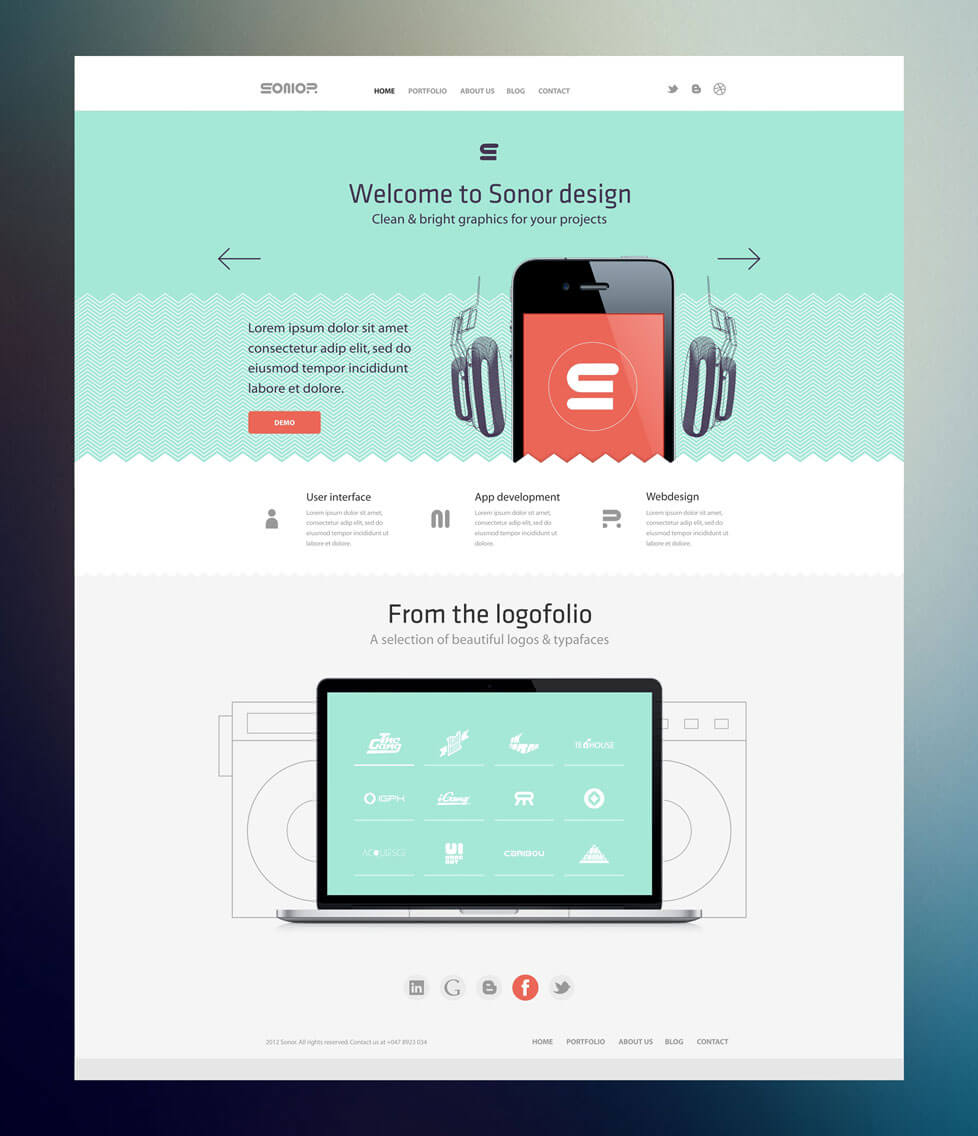 SONOR
HOME PORTFOLIO ABOUT US BLOG CONTACT
Welcome to Sonor design
Clean & bright graphics for your projects
Lorem ipsum dolor sit amet
consectetur adip elit, sed do
eiusmod tempor incididunt
labore et dolore.
DEMO
User interface
Lorem ipsum dolor sit amet,
consectetur adip elit, sed do
eiusmod tempor incididunt ut
labore et dolore.
App development
Lorem ipsum dolor sit amet,
consectetur adip elit, sed do
eiusmod tempor incididunt ut
dolore.
Webdesign
Lorem ipsum dolor sit amet,
consectetur adip elit, sed do
eiusmod tempor incididunt ut
labore et dolore.
From the logofolio
A selection of beautiful logos & typafaces
The Gang
TEAHOUSE
IGPH
iGang
UI
CARIBOU
in
G
f
2012 Sonor. All rights reserved. Contact us at +047 8923 034
HOME PORTFOLIO ABOUT US BLOG CONTACT